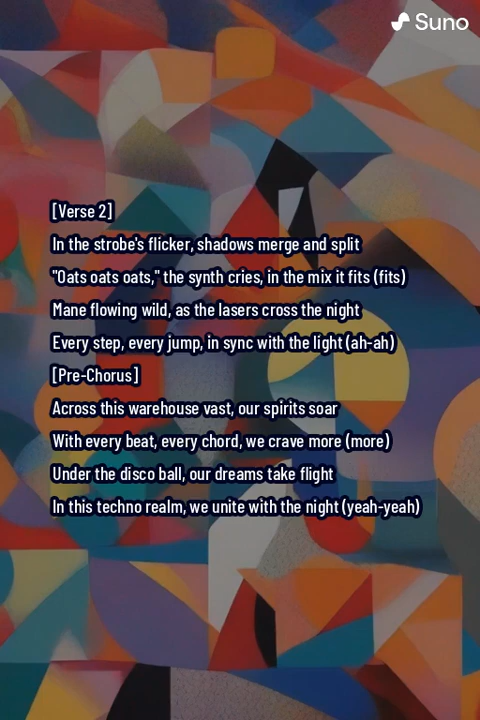 Suno
[Verse 2]
In the strobe's flicker, shadows merge and split
"Oats oats oats," the synth cries, in the mix it fits (fits)
Mane flowing wild, as the lasers cross the night
Every step, every jump, in sync with the light (ah-ah)
[Pre-Chorus]
Across this warehouse vast, our spirits soar
With every beat, every chord, we crave more (more)
Under the disco ball, our dreams take flight
In this techno realm, we unite with the night (yeah-yeah)